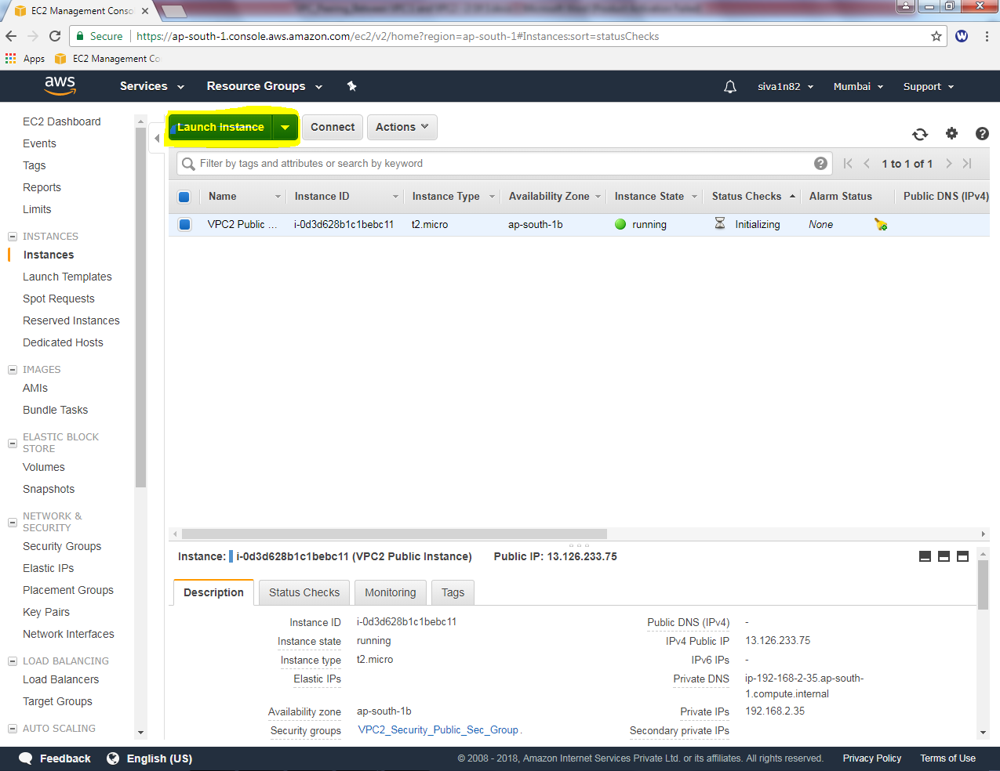 EC2 Management Conso
Secure https://ap-south-1.console.aws.amazon.com/ec2/v2/home?region=ap-south-1#Instances:sort=statusChecks
W
Apps EC2 Management Co
aws Services Resource Groups siva1n82 Mumbai Support
EC2 Dashboard
Events
Tags
Reports
Limits
INSTANCES
Instances
Launch Templates
Spot Requests
Reserved Instances
Dedicated Hosts
IMAGES
AMIs
Bundle Tasks
ELASTIC BLOCK
STORE
Volumes
Snapshots
NETWORK &
SECURITY
Security Groups
Elastic IPs
Placement Groups
Key Pairs
Network Interfaces
LOAD BALANCING
Load Balancers
Target Groups
AUTO SCALING
Launch Instance Connect Actions
Filter by tags and attributes or search by keyword 1 to 1 of 1
Name Instance ID Instance Type Availability Zone Instance State Status Checks Alarm Status Public DNS (IPv4)
VPC2 Public ... i-0d3d628b1c1bebc11 t2.micro ap-south-1b running Initializing None
Instance: i-0d3d628b1c1bebc11 (VPC2 Public Instance) Public IP: 13.126.233.75
Description Status Checks Monitoring Tags
Instance ID i-0d3d628b1c1bebc11
Instance state running
Instance type t2.micro
Elastic IPs
Availability zone ap-south-1b
Security groups VPC2_Security_Public_Sec_Group.
Public DNS (IPv4) -
IPv4 Public IP 13.126.233.75
IPv6 IPs -
Private DNS ip-192-168-2-35.ap-south-
1.compute.internal
Private IPs 192.168.2.35
Secondary private IPs
Feedback English (US) © 2008 - 2018, Amazon Internet Services Private Ltd. or its affiliates. All rights reserved. Privacy Policy Terms of Use